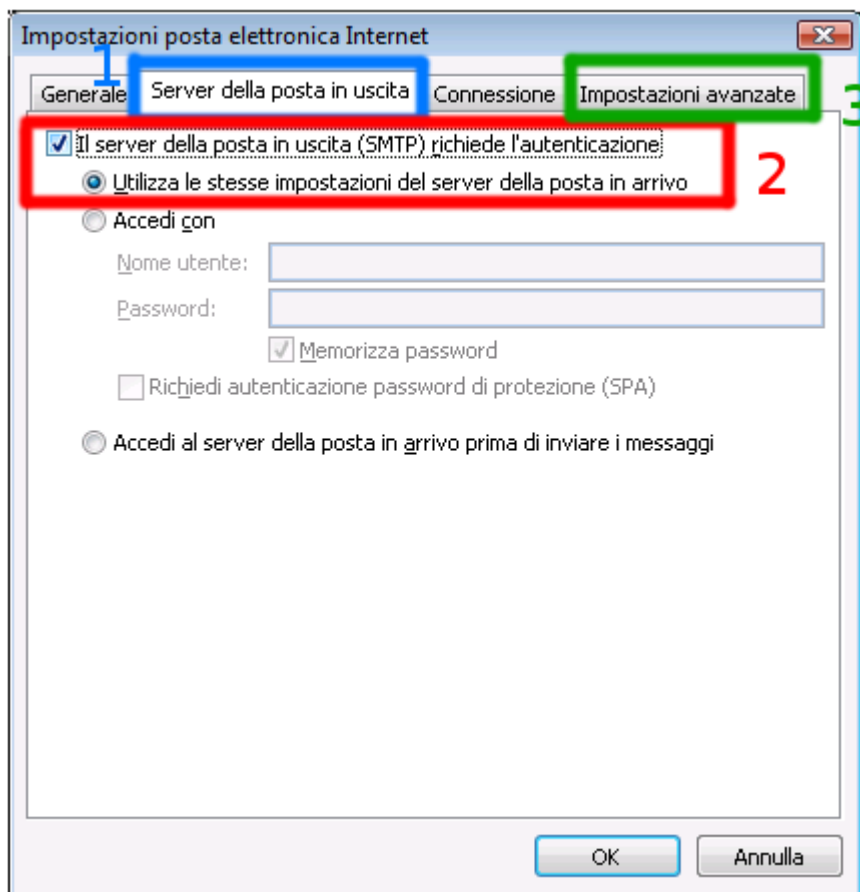 Impostazioni posta elettronica Internet
1
Generale Server della posta in uscita Connessione Impostazioni avanzate 3
Il server della posta in uscita (SMTP) richiede l'autenticazione
Utilizza le stesse impostazioni del server della posta in arrivo 2
Accedi con
Nome utente:
Password:
Memorizza password
Richiedi autenticazione password di protezione (SPA)
Accedi al server della posta in arrivo prima di inviare i messaggi
OK Annulla